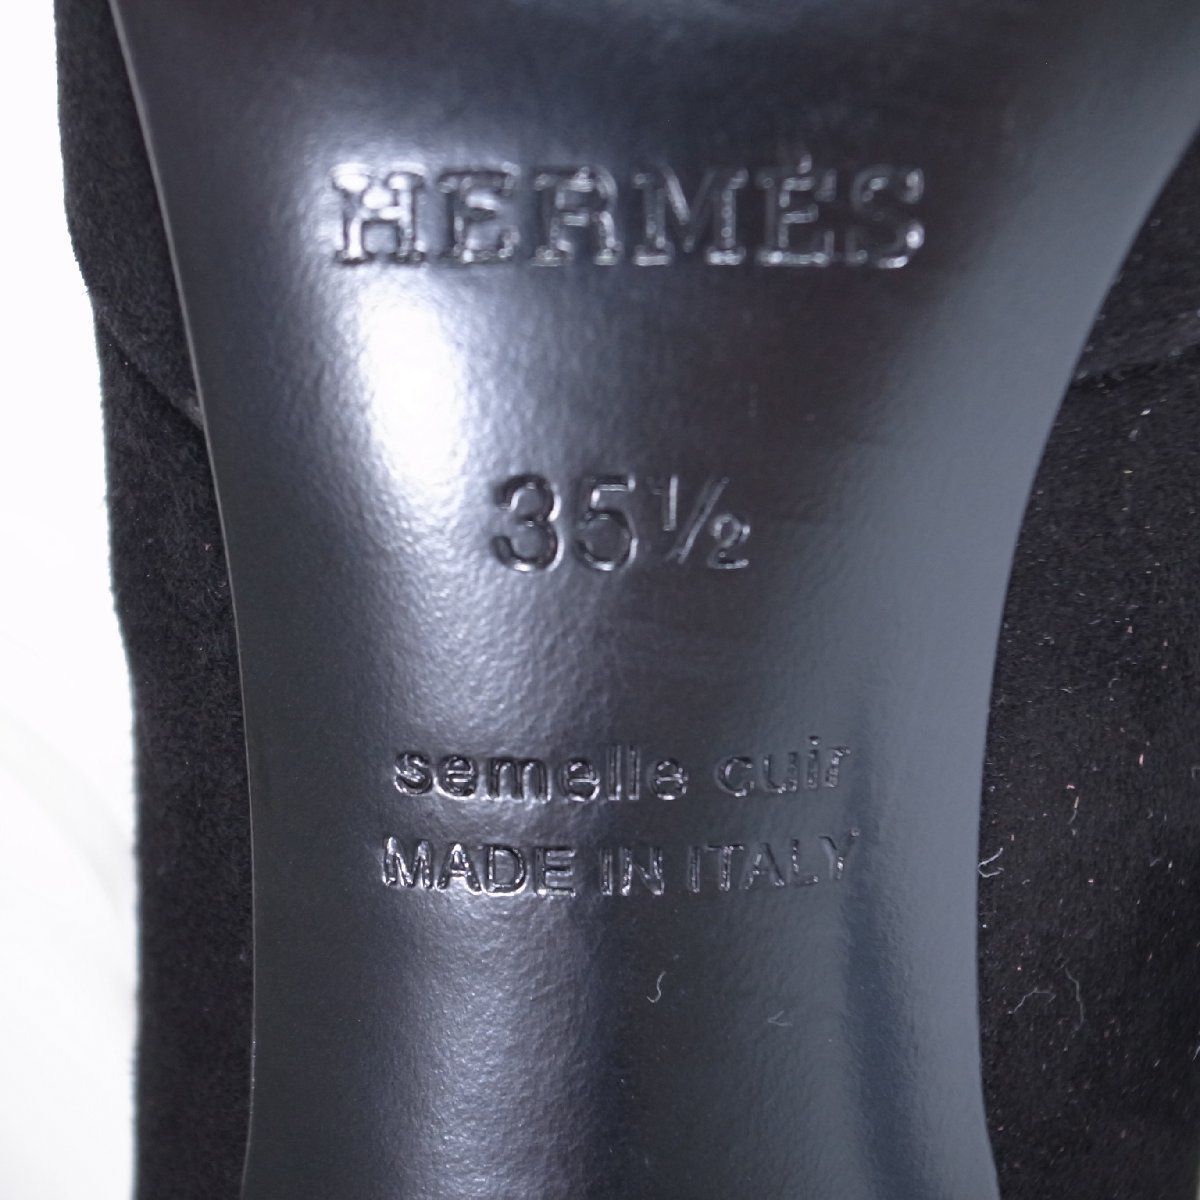 HERMÈS
35½
semelle cuir
MADE IN ITALY